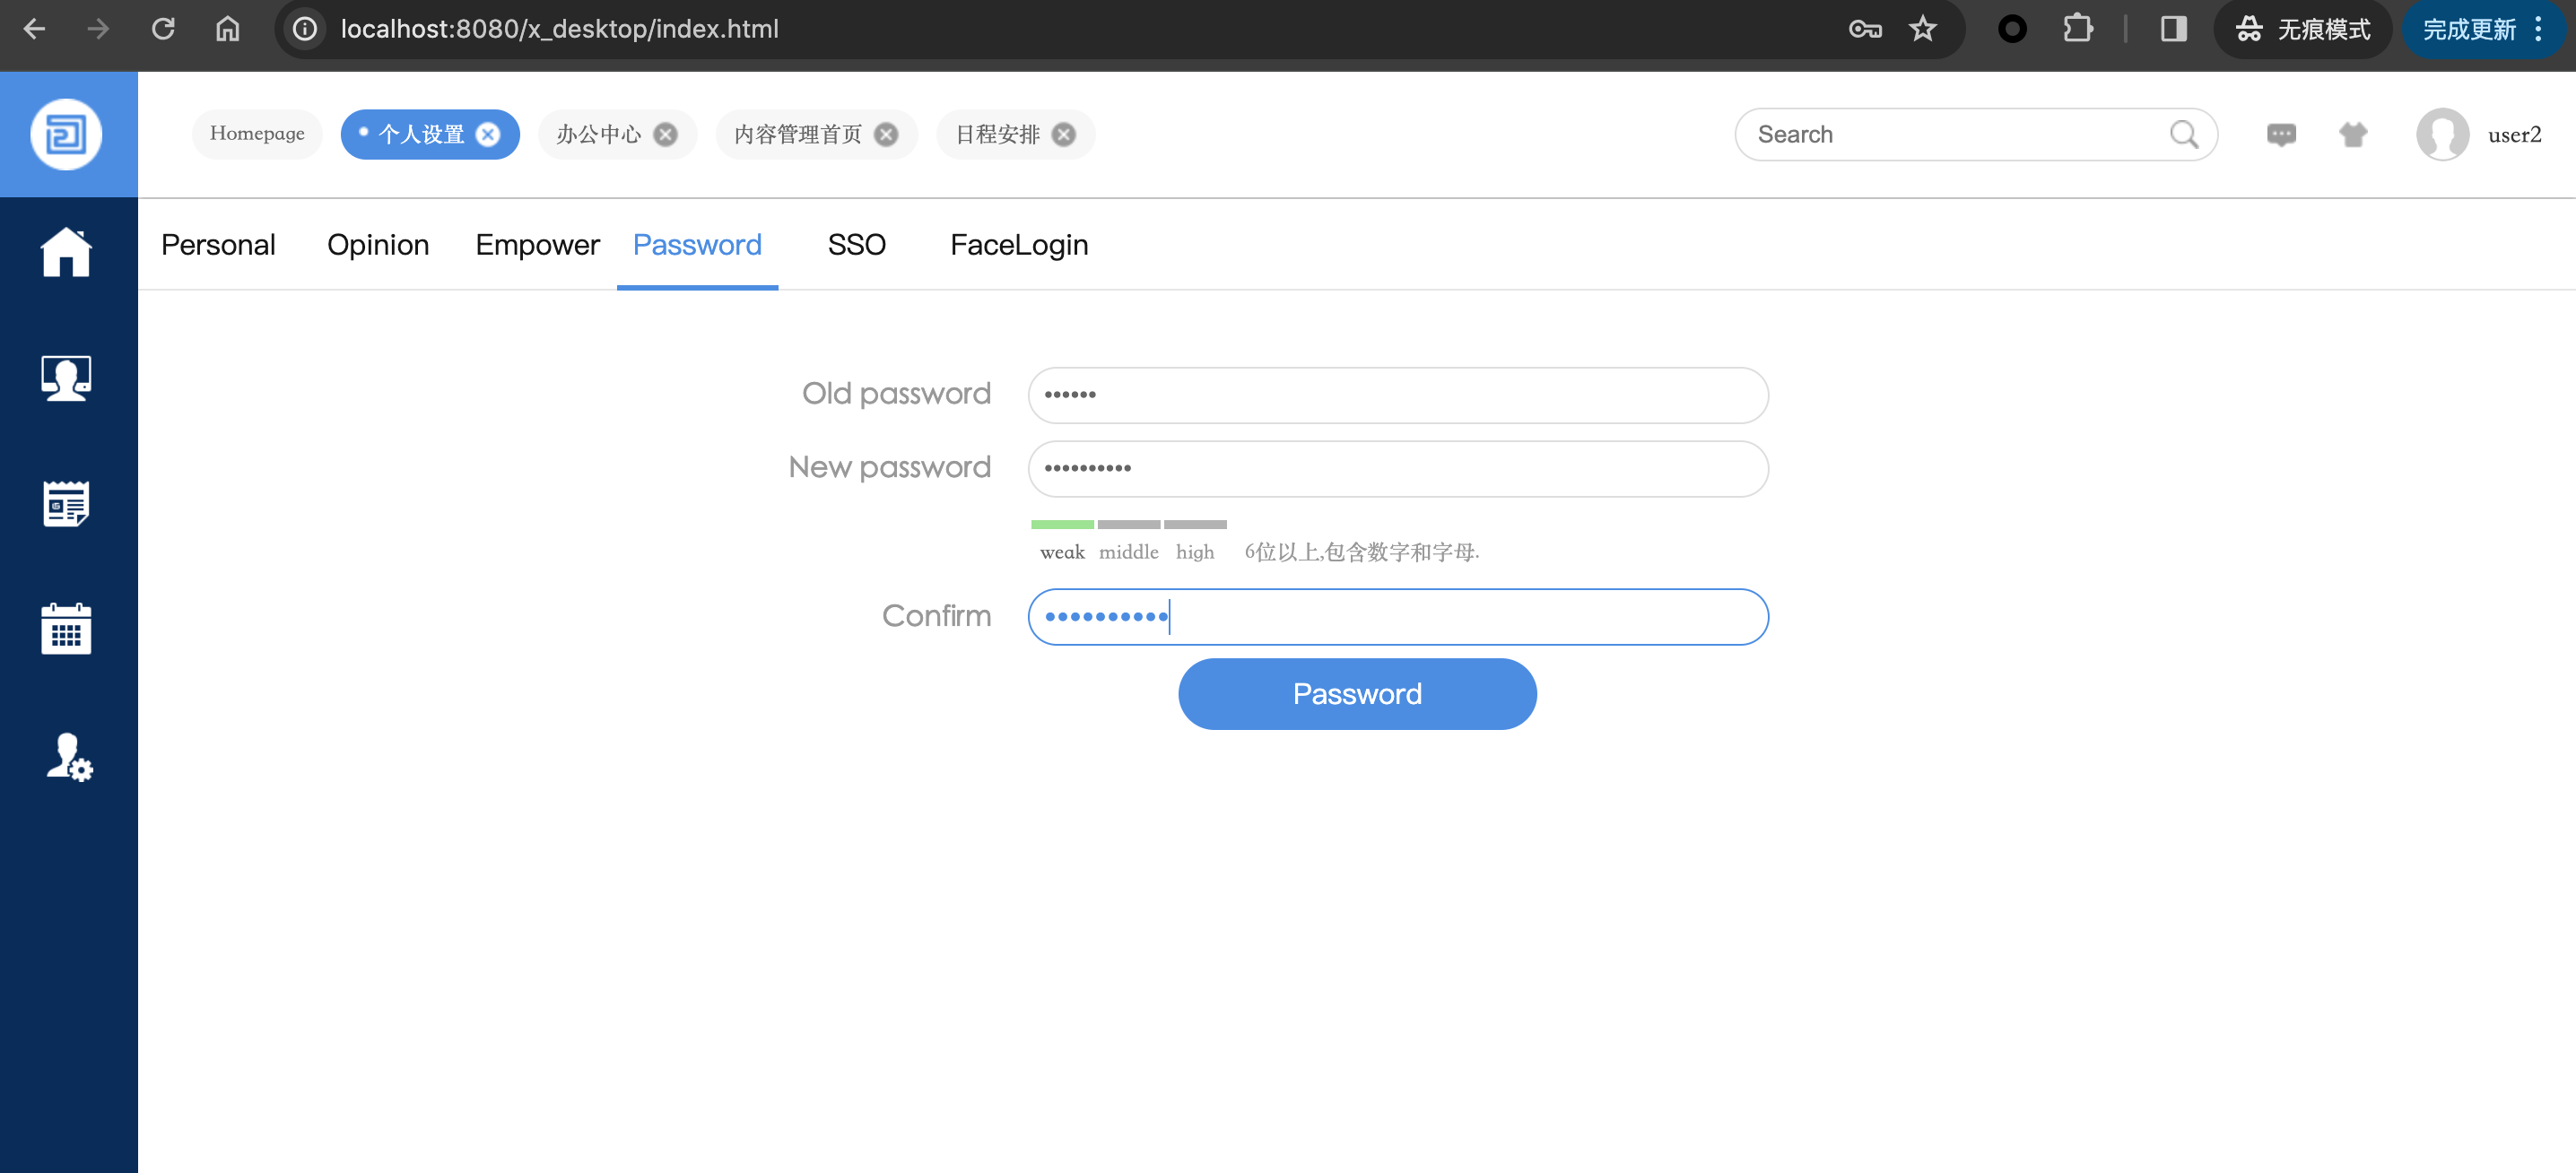 localhost:8080/x_desktop/index.html 无痕模式 完成更新
Homepage 个人设置 办公中心 内容管理首页 日程安排 Search user2
Personal Opinion Empower Password SSO FaceLogin
Old password ••••••
New password ••••••••••
weak middle high 6位以上,包含数字和字母.
Confirm ••••••••••
Password